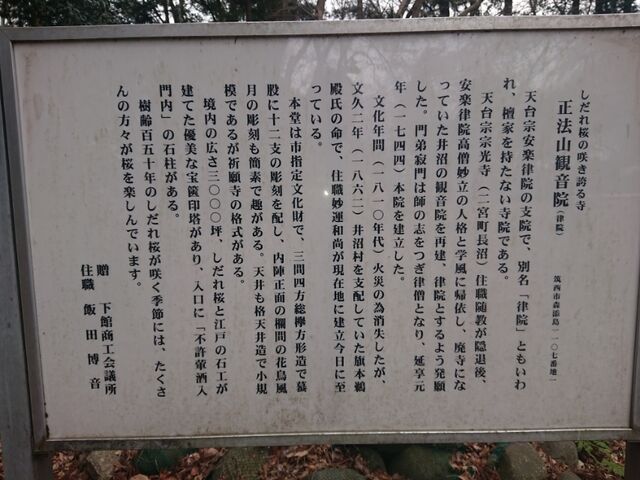 しだれ桜の咲き誇る寺
正法山観音院(律院)
筑西市森添島一一〇七番地一
天台宗安楽律院の支院で、別名「律院」ともいわ
れ、檀家を持たない寺院である。
天台宗宗光寺(二宮町長沼)住職随教が隠退後、
安楽律院高僧妙立の人格と学風に帰依し、廃寺にな
っていた井沼の観音院を再建、律院とするよう発願
した。門弟寂門は師の志をつぎ律僧となり、延享元
年(一七四四)本院を建立した。
文化年間(一八一〇年代)火災の為消失したが、
文久二年(一八六二)井沼村を支配していた旗本鵜
殿氏の命で、住職妙運和尚が現在地に建立今日に至
っている。
本堂は市指定文化財で、三間四方総欅方形造で蟇
股に十二支の彫刻を配し、内陣正面の欄間の花鳥風
月の彫刻も簡素で趣がある。天井も格天井造で小規
模であるが祈願寺の格式がある。
境内の広さ三〇〇〇坪、しだれ桜と江戸の石工が
建てた優美な宝篋印塔があり、入口に「不許葷酒入
門内」の石柱がある。
樹齢百五十年のしだれ桜が咲く季節には、たくさ
んの方々が桜を楽しんでいます。
贈 下館商工会議所
住職 飯田博音